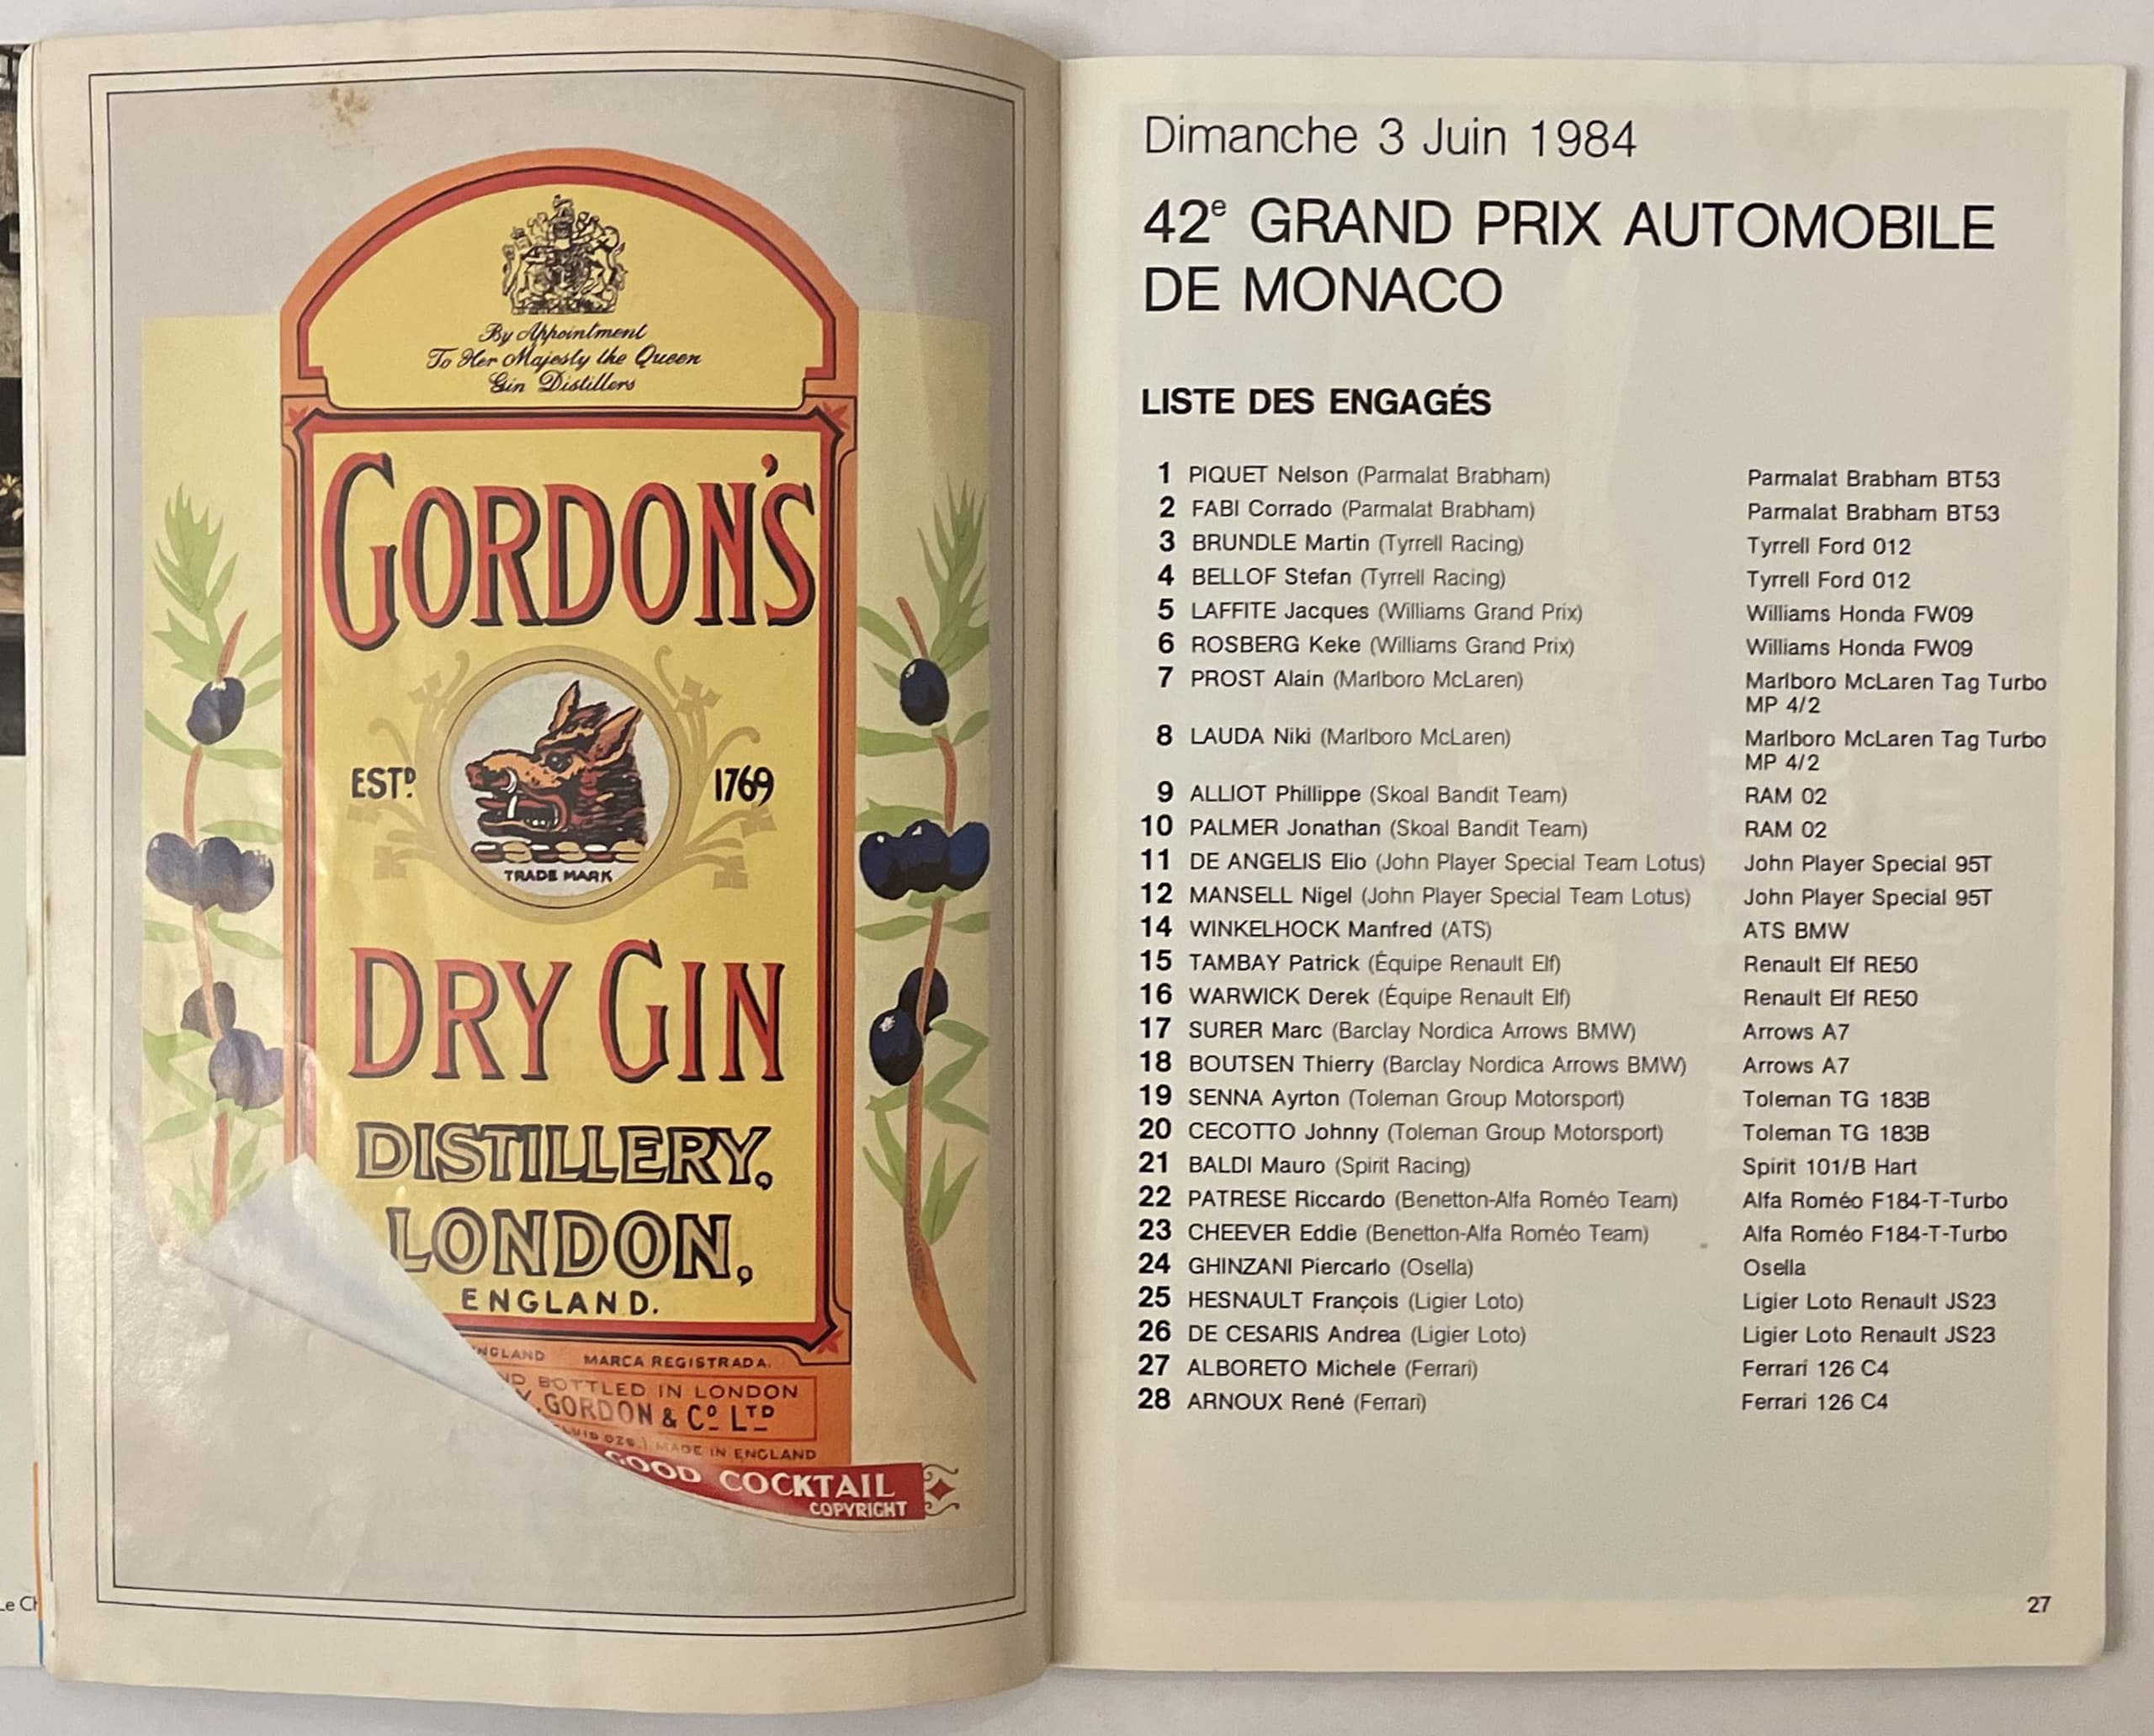 By Appointment
To Her Majesty the Queen
Gin Distillers
GORDON'S
ESTD. 1769
TRADE MARK
DRY GIN
DISTILLERY,
LONDON,
ENGLAND.
MARCA REGISTRADA.
BOTTLED IN LONDON
GORDON & Co LTD
MADE IN ENGLAND
GOOD COCKTAIL
COPYRIGHT
Dimanche 3 Juin 1984
42e GRAND PRIX AUTOMOBILE
DE MONACO
LISTE DES ENGAGÉS
1 PIQUET Nelson (Parmalat Brabham) Parmalat Brabham BT53
2 FABI Corrado (Parmalat Brabham) Parmalat Brabham BT53
3 BRUNDLE Martin (Tyrrell Racing) Tyrrell Ford 012
4 BELLOF Stefan (Tyrrell Racing) Tyrrell Ford 012
5 LAFFITE Jacques (Williams Grand Prix) Williams Honda FW09
6 ROSBERG Keke (Williams Grand Prix) Williams Honda FW09
7 PROST Alain (Marlboro McLaren) Marlboro McLaren Tag Turbo
MP 4/2
8 LAUDA Niki (Marlboro McLaren) Marlboro McLaren Tag Turbo
MP 4/2
9 ALLIOT Phillippe (Skoal Bandit Team) RAM 02
10 PALMER Jonathan (Skoal Bandit Team) RAM 02
11 DE ANGELIS Elio (John Player Special Team Lotus) John Player Special 95T
12 MANSELL Nigel (John Player Special Team Lotus) John Player Special 95T
14 WINKELHOCK Manfred (ATS) ATS BMW
15 TAMBAY Patrick (Équipe Renault Elf) Renault Elf RE50
16 WARWICK Derek (Équipe Renault Elf) Renault Elf RE50
17 SURER Marc (Barclay Nordica Arrows BMW) Arrows A7
18 BOUTSEN Thierry (Barclay Nordica Arrows BMW) Arrows A7
19 SENNA Ayrton (Toleman Group Motorsport) Toleman TG 183B
20 CECOTTO Johnny (Toleman Group Motorsport) Toleman TG 183B
21 BALDI Mauro (Spirit Racing) Spirit 101/B Hart
22 PATRESE Riccardo (Benetton-Alfa Roméo Team) Alfa Roméo F184-T-Turbo
23 CHEEVER Eddie (Benetton-Alfa Roméo Team) Alfa Roméo F184-T-Turbo
24 GHINZANI Piercarlo (Osella) Osella
25 HESNAULT François (Ligier Loto) Ligier Loto Renault JS23
26 DE CESARIS Andrea (Ligier Loto) Ligier Loto Renault JS23
27 ALBORETO Michele (Ferrari) Ferrari 126 C4
28 ARNOUX René (Ferrari) Ferrari 126 C4
27